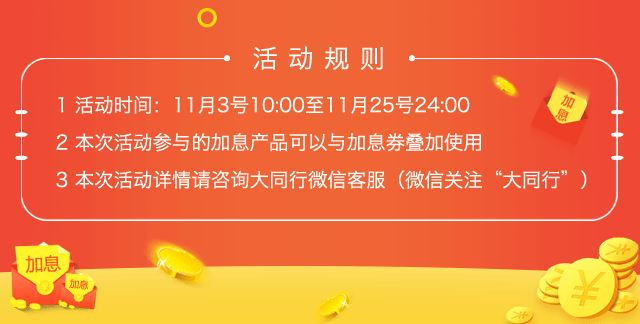 活动规则
1 活动时间：11月3号10:00至11月25号24:00
加息
2 本次活动参与的加息产品可以与加息券叠加使用
3 本次活动详情请咨询大同行微信客服（微信关注“大同行”）
加息
加息
¥